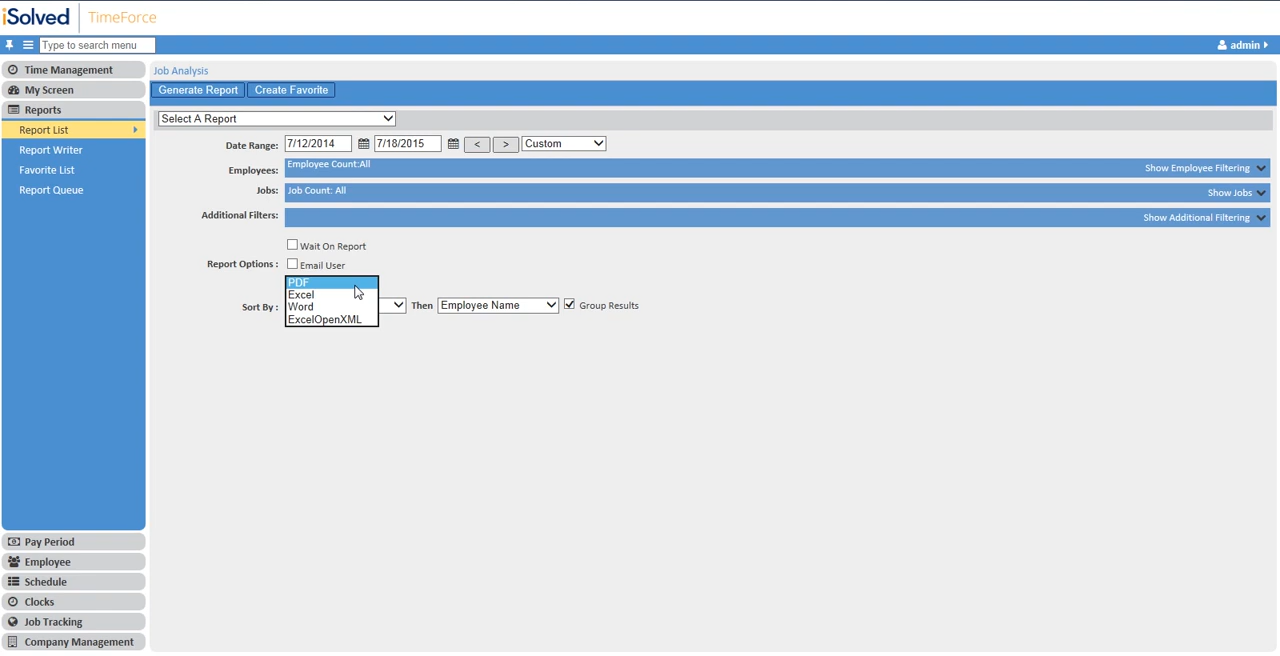 iSolved TimeForce
Type to search menu
admin
Time Management
My Screen
Reports
Report List
Report Writer
Favorite List
Report Queue
Pay Period
Employee
Schedule
Clocks
Job Tracking
Company Management
Job Analysis
Generate Report Create Favorite
Select A Report
Date Range: 7/12/2014 7/18/2015 < > Custom
Employees: Employee Count:All Show Employee Filtering
Jobs: Job Count: All Show Jobs
Additional Filters: Show Additional Filtering
Wait On Report
Report Options : Email User
PDF
Excel
Word
ExcelOpenXML
Sort By : Then Employee Name Group Results